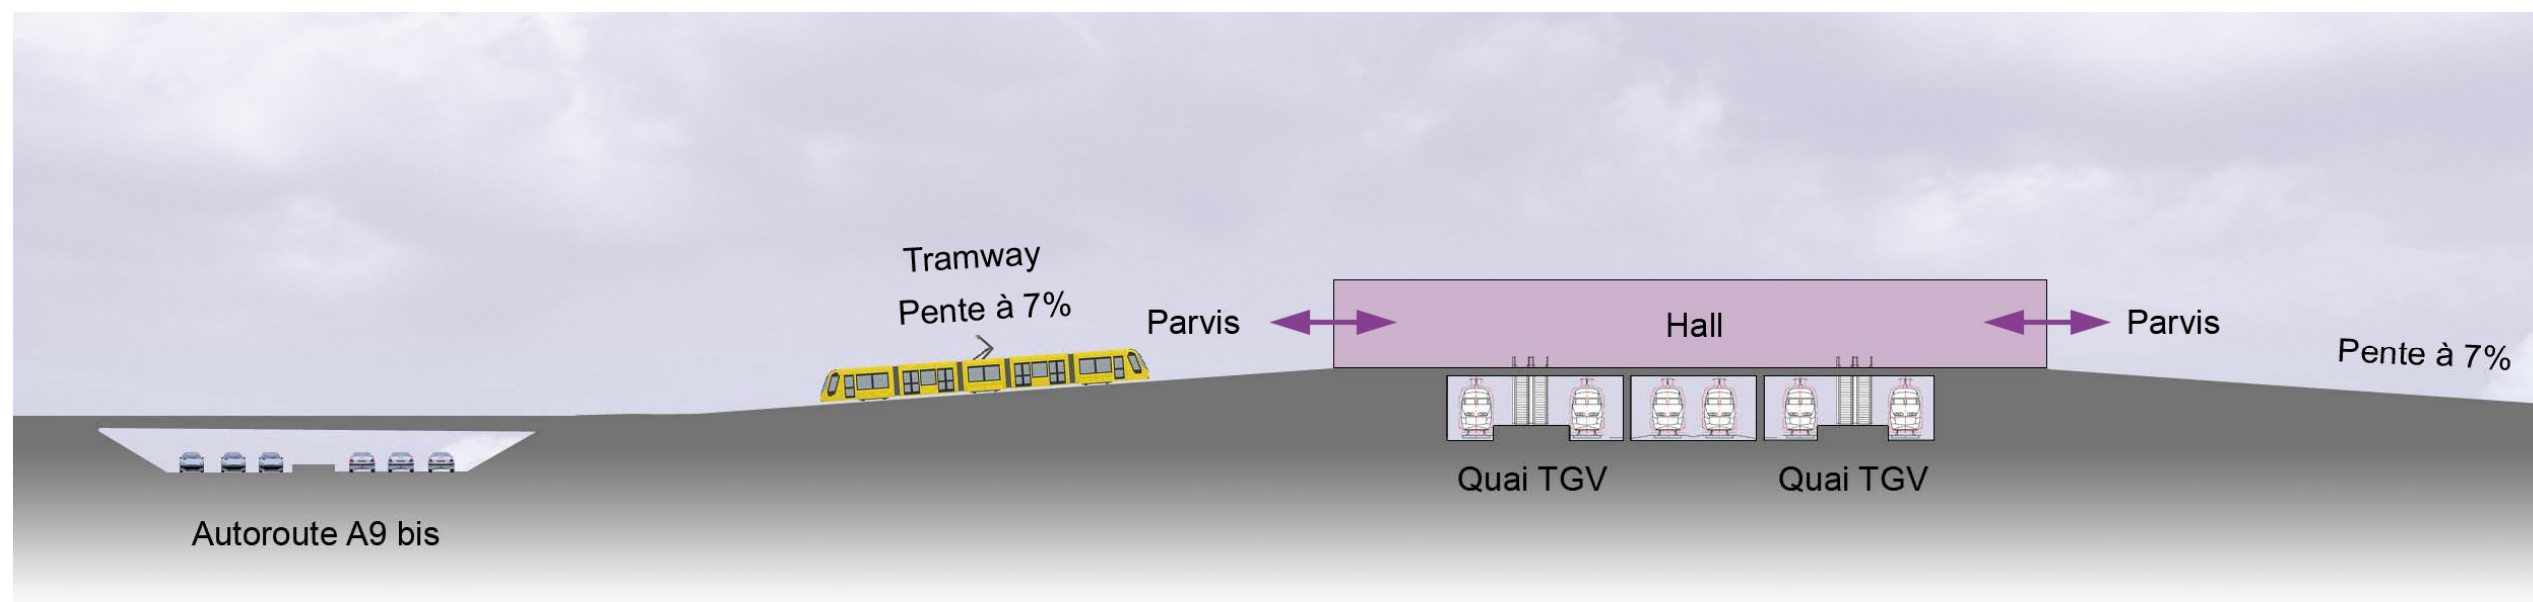 Tramway
Pente à 7%
Parvis
Hall
Parvis
Pente à 7%
Quai TGV
Quai TGV
Autoroute A9 bis